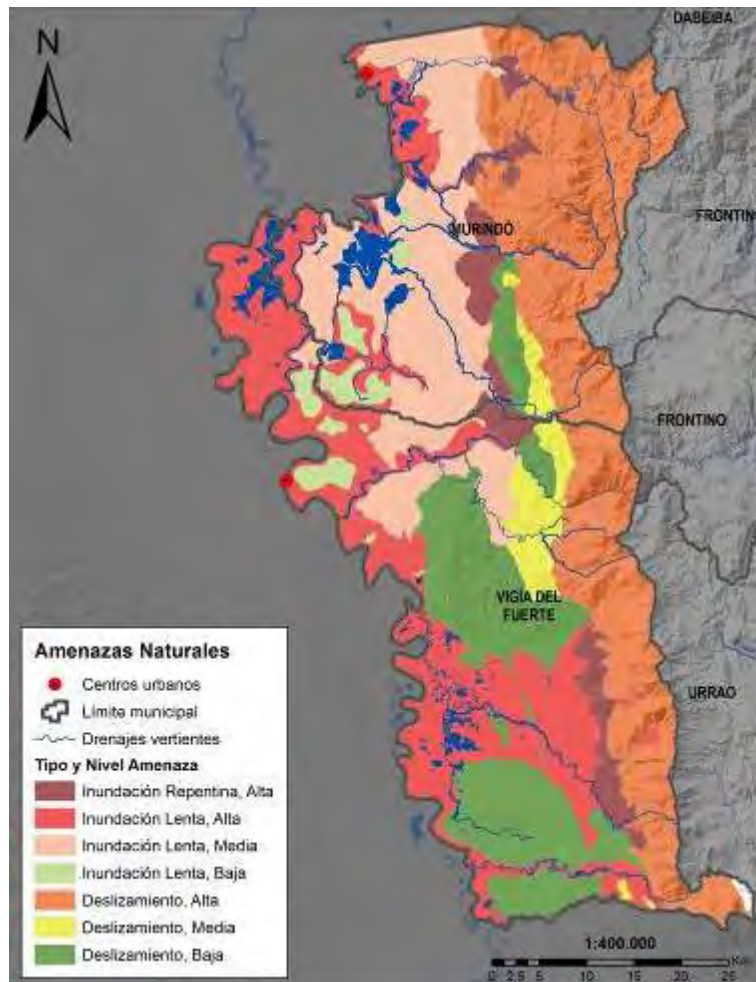 DABEIBA
N
FRONTIN
MURINDÓ
FRONTINO
VIGÍA DEL
FUERTE
URRAO
Amenazas Naturales
Centros urbanos
Límite municipal
Drenajes vertientes
Tipo y Nivel Amenaza
Inundación Repentina, Alta
Inundación Lenta, Alta
Inundación Lenta, Media
Inundación Lenta, Baja
Deslizamiento, Alta
Deslizamiento, Media
Deslizamiento, Baja
1:400.000
Km
0 2.5 5 10 15 20 25